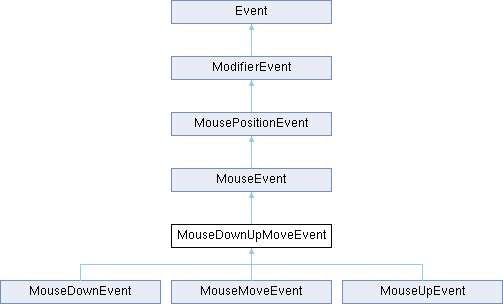 Event
ModifierEvent
MousePositionEvent
MouseEvent
MouseDownUpMoveEvent
MouseDownEvent
MouseMoveEvent
MouseUpEvent